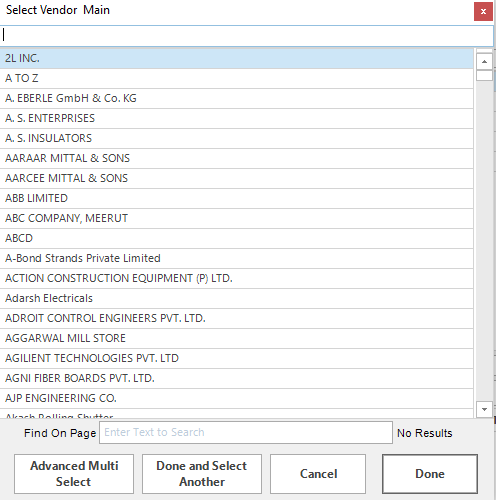 Select Vendor Main
x
2L INC.
A TO Z
A. EBERLE GmbH & Co. KG
A. S. ENTERPRISES
A. S. INSULATORS
AARAAR MITTAL & SONS
AARCEE MITTAL & SONS
ABB LIMITED
ABC COMPANY, MEERUT
ABCD
A-Bond Strands Private Limited
ACTION CONSTRUCTION EQUIPMENT (P) LTD.
Adarsh Electricals
ADROIT CONTROL ENGINEERS PVT. LTD.
AGGARWAL MILL STORE
AGILIENT TECHNOLOGIES PVT. LTD
AGNI FIBER BOARDS PVT. LTD.
AJP ENGINEERING CO.
Akash Rolling Shutter
Find On Page Enter Text to Search No Results
Advanced Multi
Select
Done and Select
Another
Cancel
Done